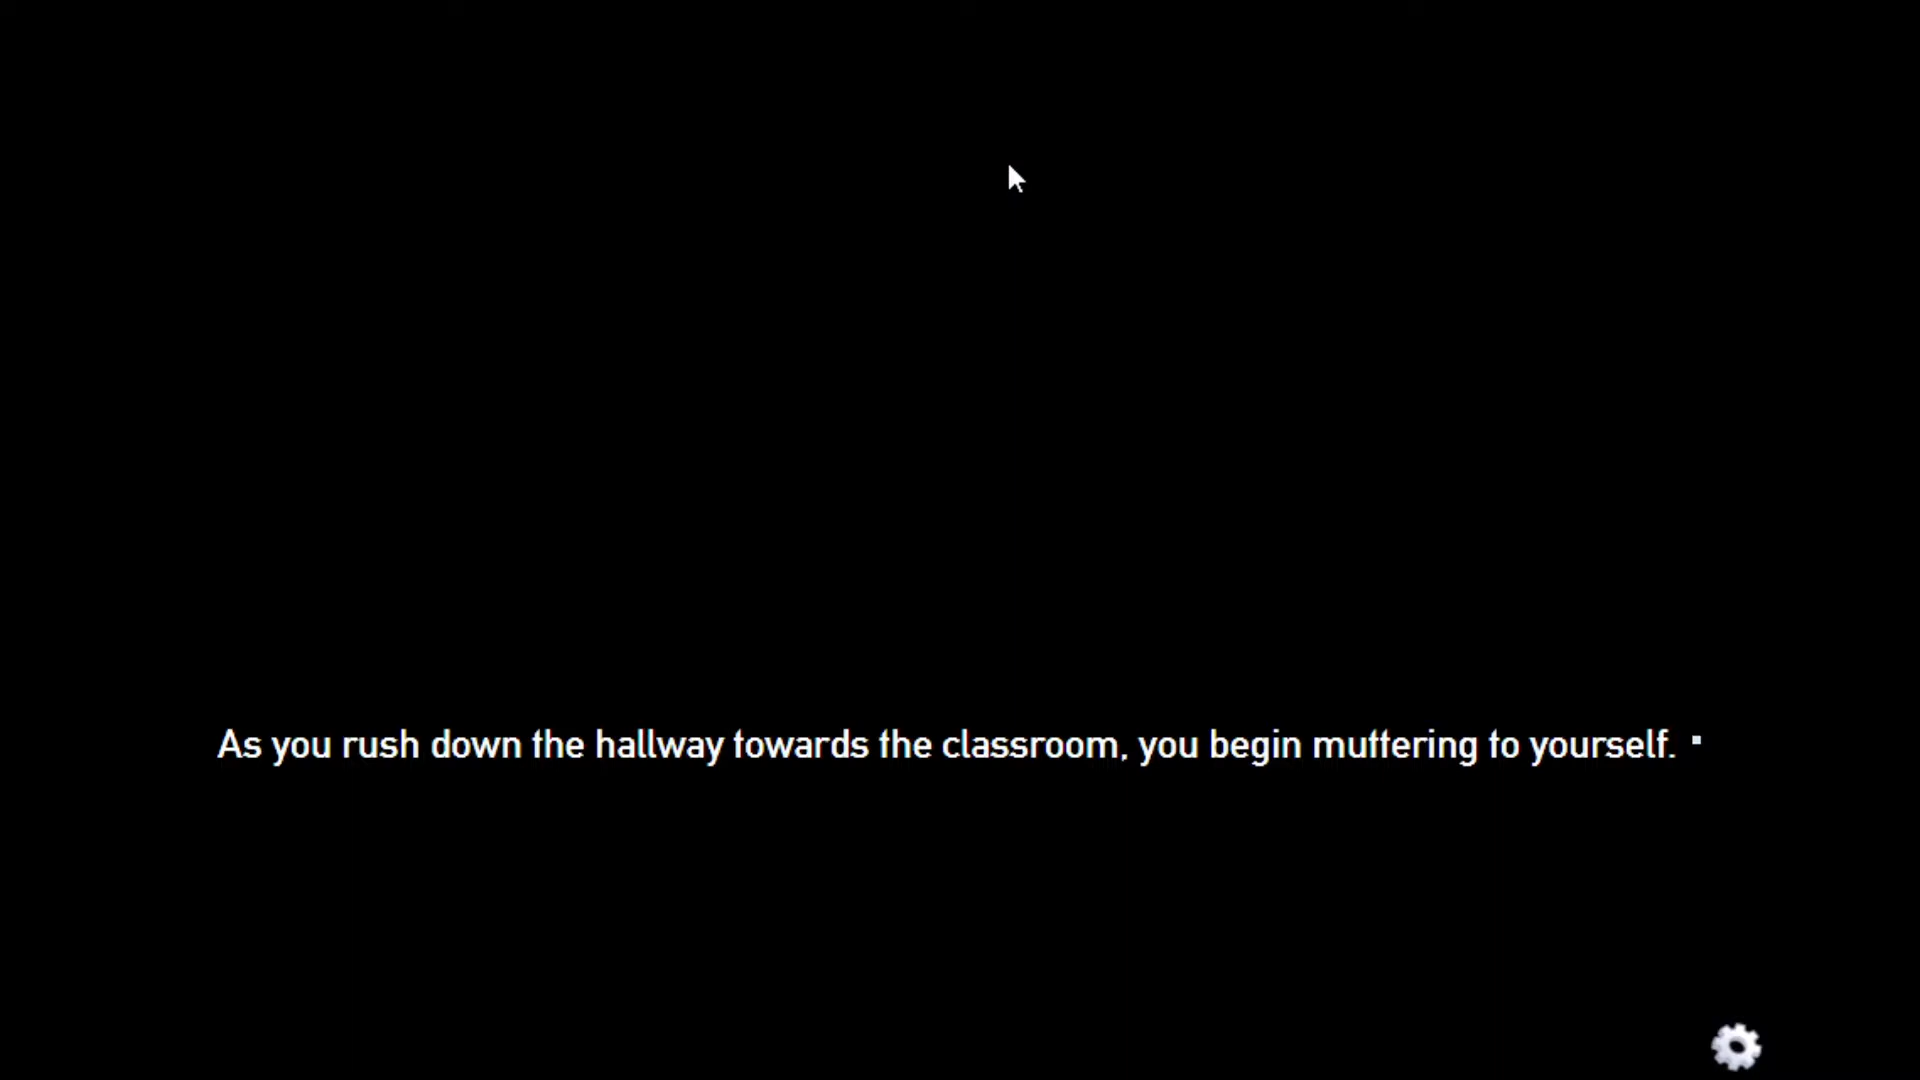 As you rush down the hallway towards the classroom, you begin muttering to yourself.